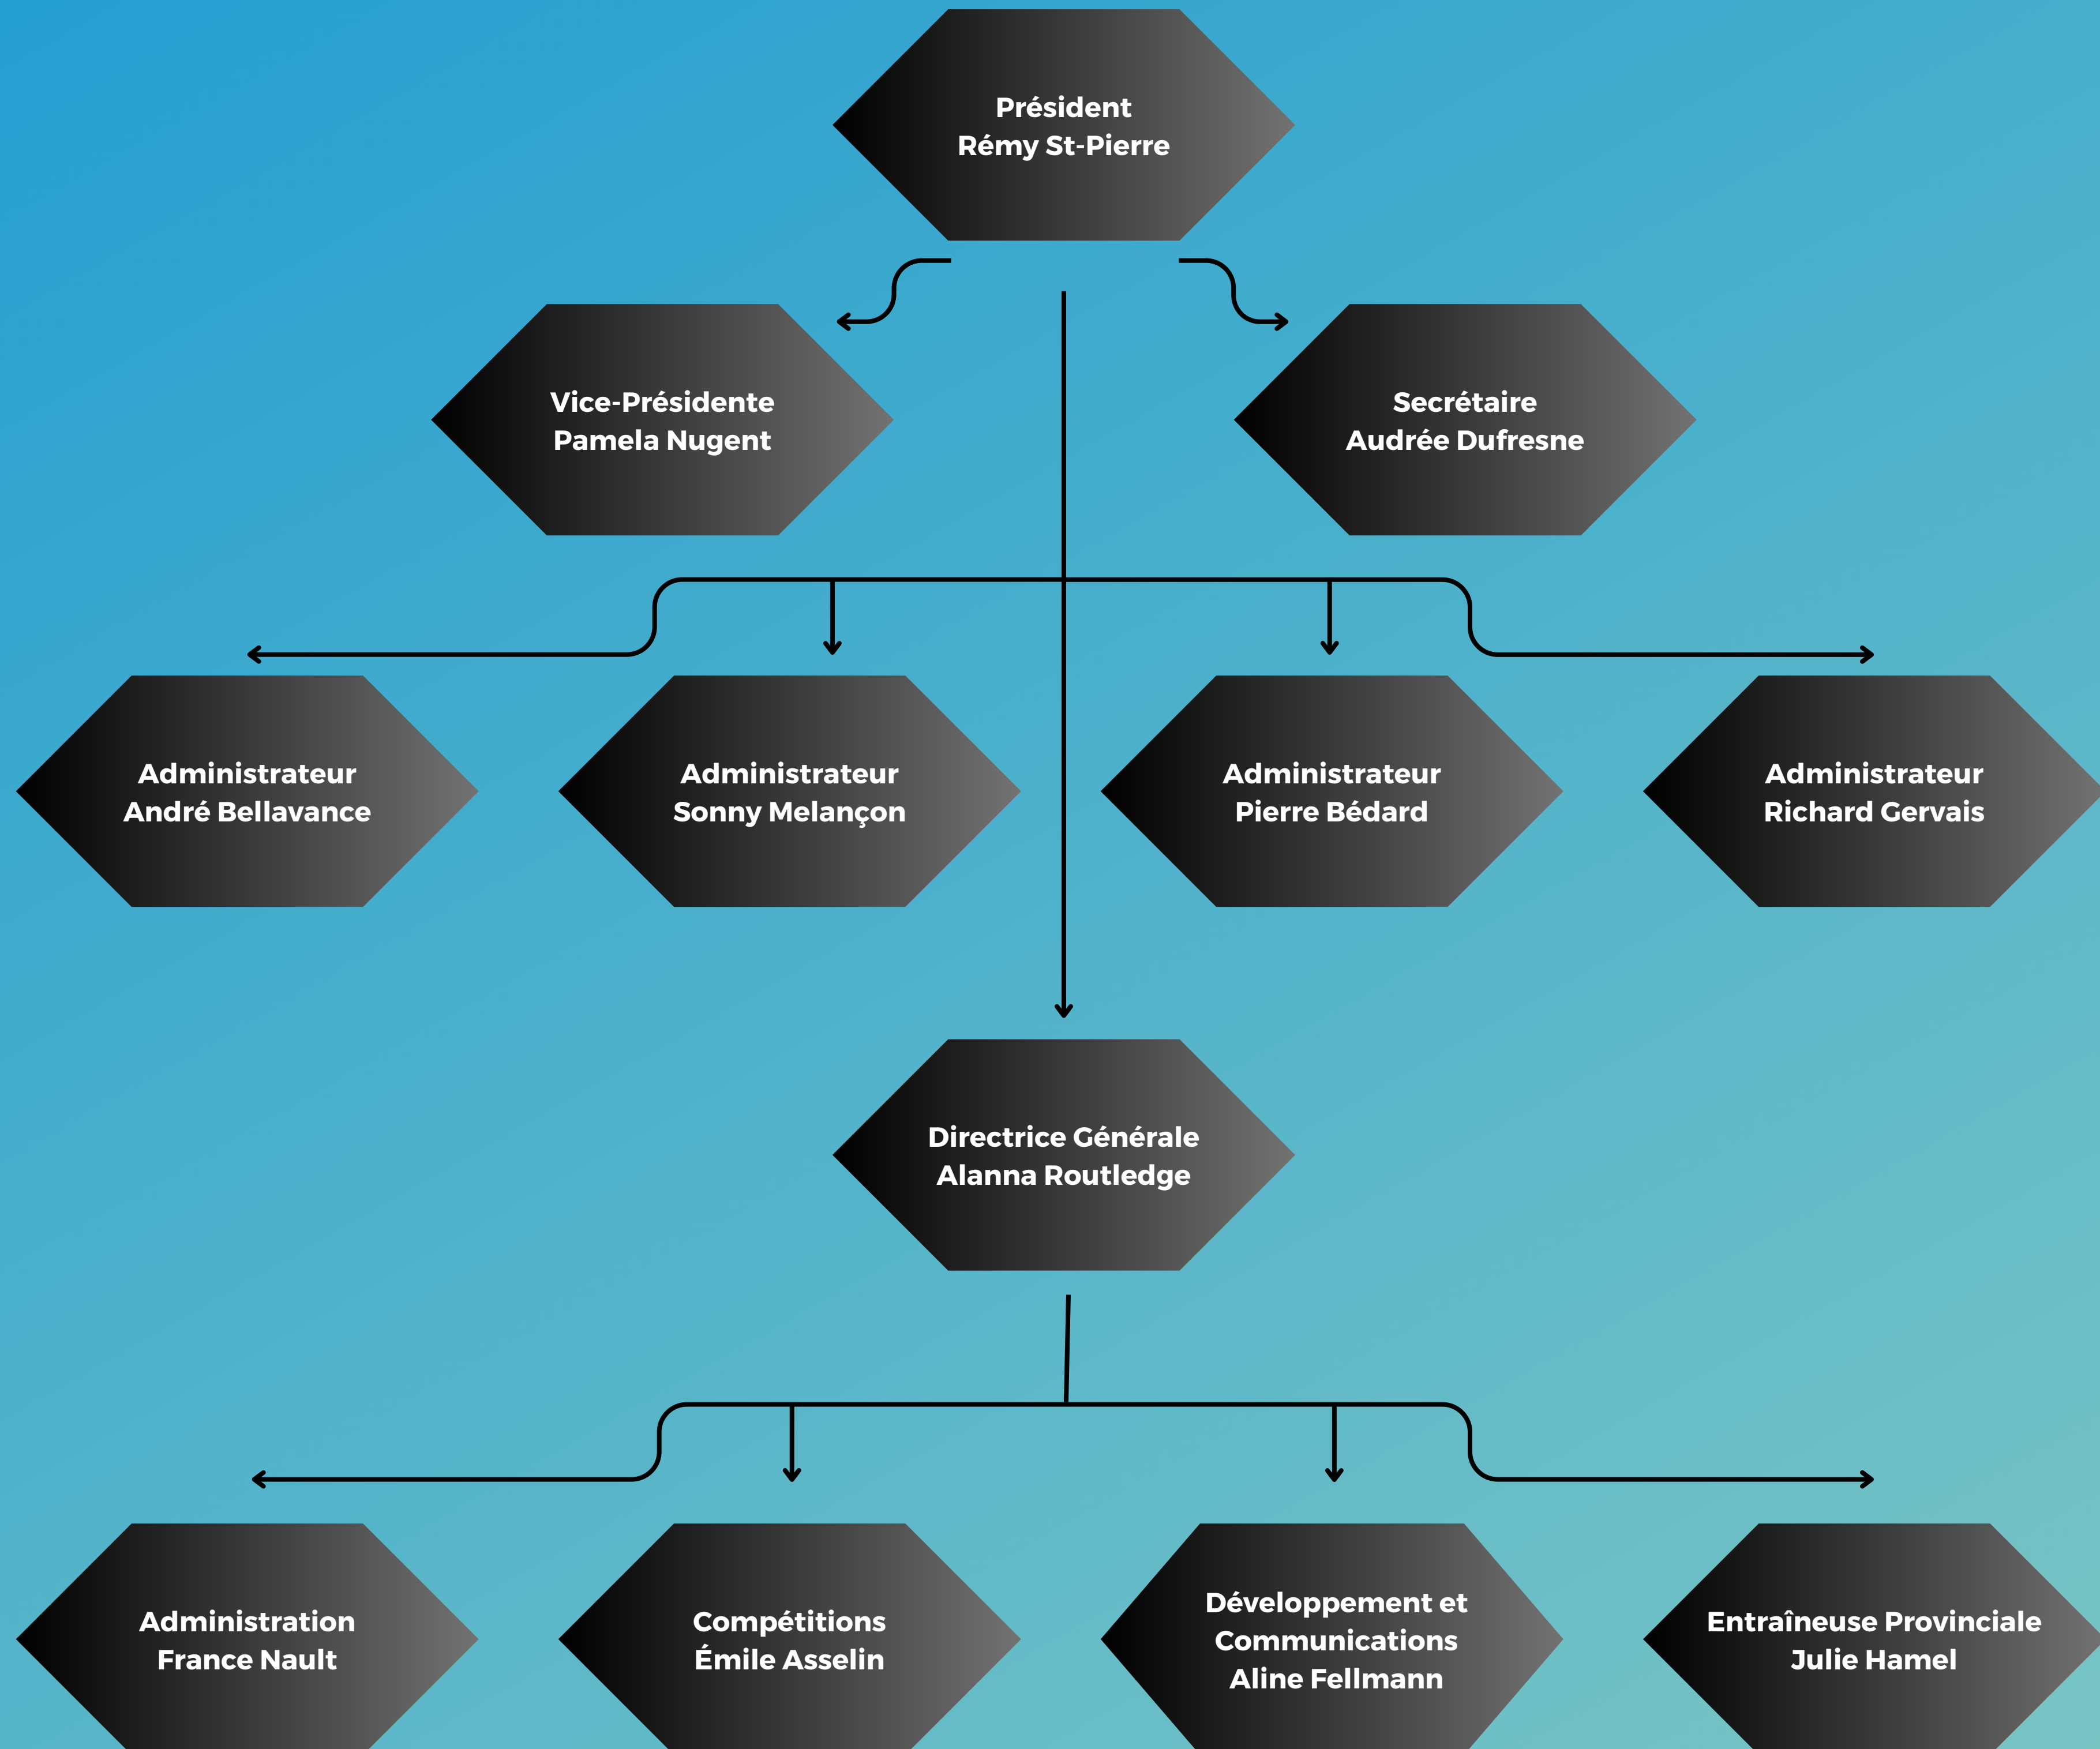 Président
Rémy St-Pierre
Vice-Présidente
Pamela Nugent
Secrétaire
Audrée Dufresne
Administrateur
André Bellavance
Administrateur
Sonny Melançon
Administrateur
Pierre Bédard
Administrateur
Richard Gervais
Directrice Générale
Alanna Routledge
Administration
France Nault
Compétitions
Émile Asselin
Développement et
Communications
Aline Fellmann
Entraîneuse Provinciale
Julie Hamel